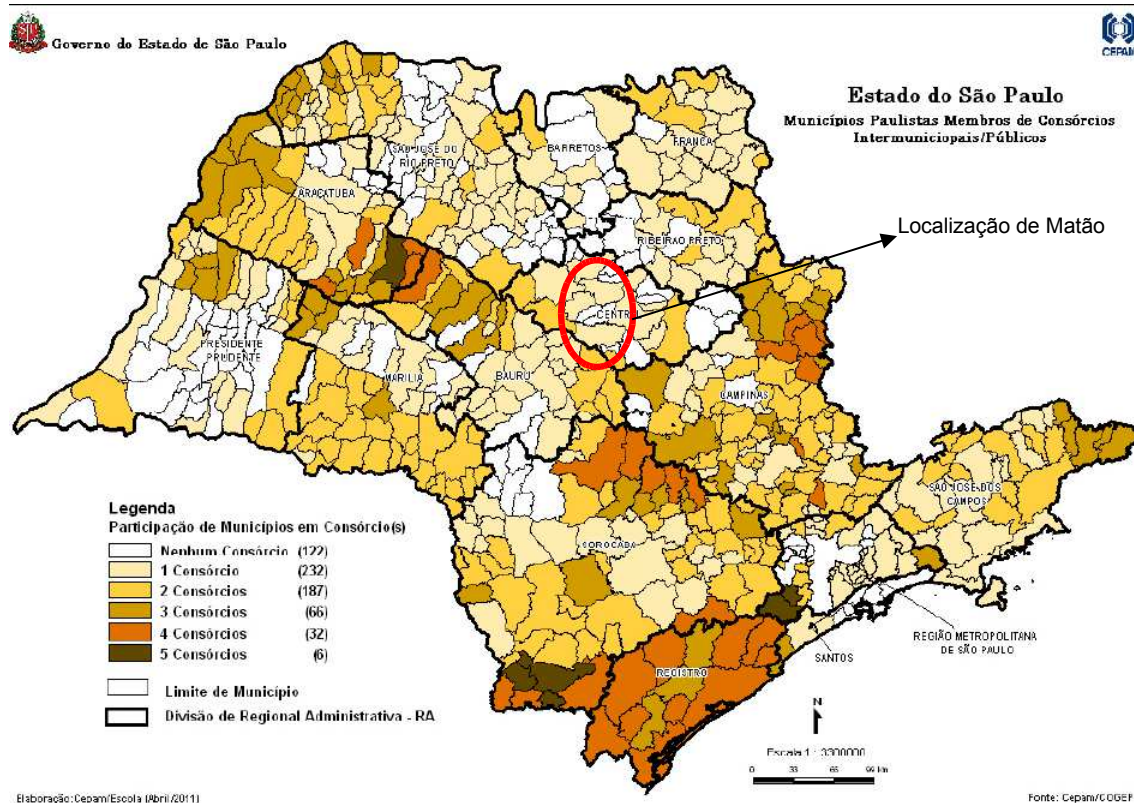 Governo do Estado de São Paulo
CEPAM
Estado do São Paulo
Municípios Paulistas Membros de Consórcios
Intermunicipais/Públicos
SÃO JOSÉ DO
RIO PRETO
BARRETOS
FRANCA
ARAÇATUBA
RIBEIRÃO PRETO
Localização de Matão
CENTR
PRESIDENTE
PRUDENTE
MARÍLIA
BAURU
CAMPINAS
SÃO JOSÉ DOS
CAMPOS
SOROCABA
REGIÃO METROPOLITANA
DE SÃO PAULO
SANTOS
REGISTRO
Legenda
Participação de Municípios em Consórcio(s)
Nenhum Consórcio (122)
1 Consórcio (232)
2 Consórcios (187)
3 Consórcios (66)
4 Consórcios (32)
5 Consórcios (6)
Limite de Município
Divisão de Regional Administrativa - RA
N
Escala 1 : 3300000
0 33 66 99 km
Elaboração: Cepam/Escola (Abril/2011)
Fonte: Cepam/COGEP